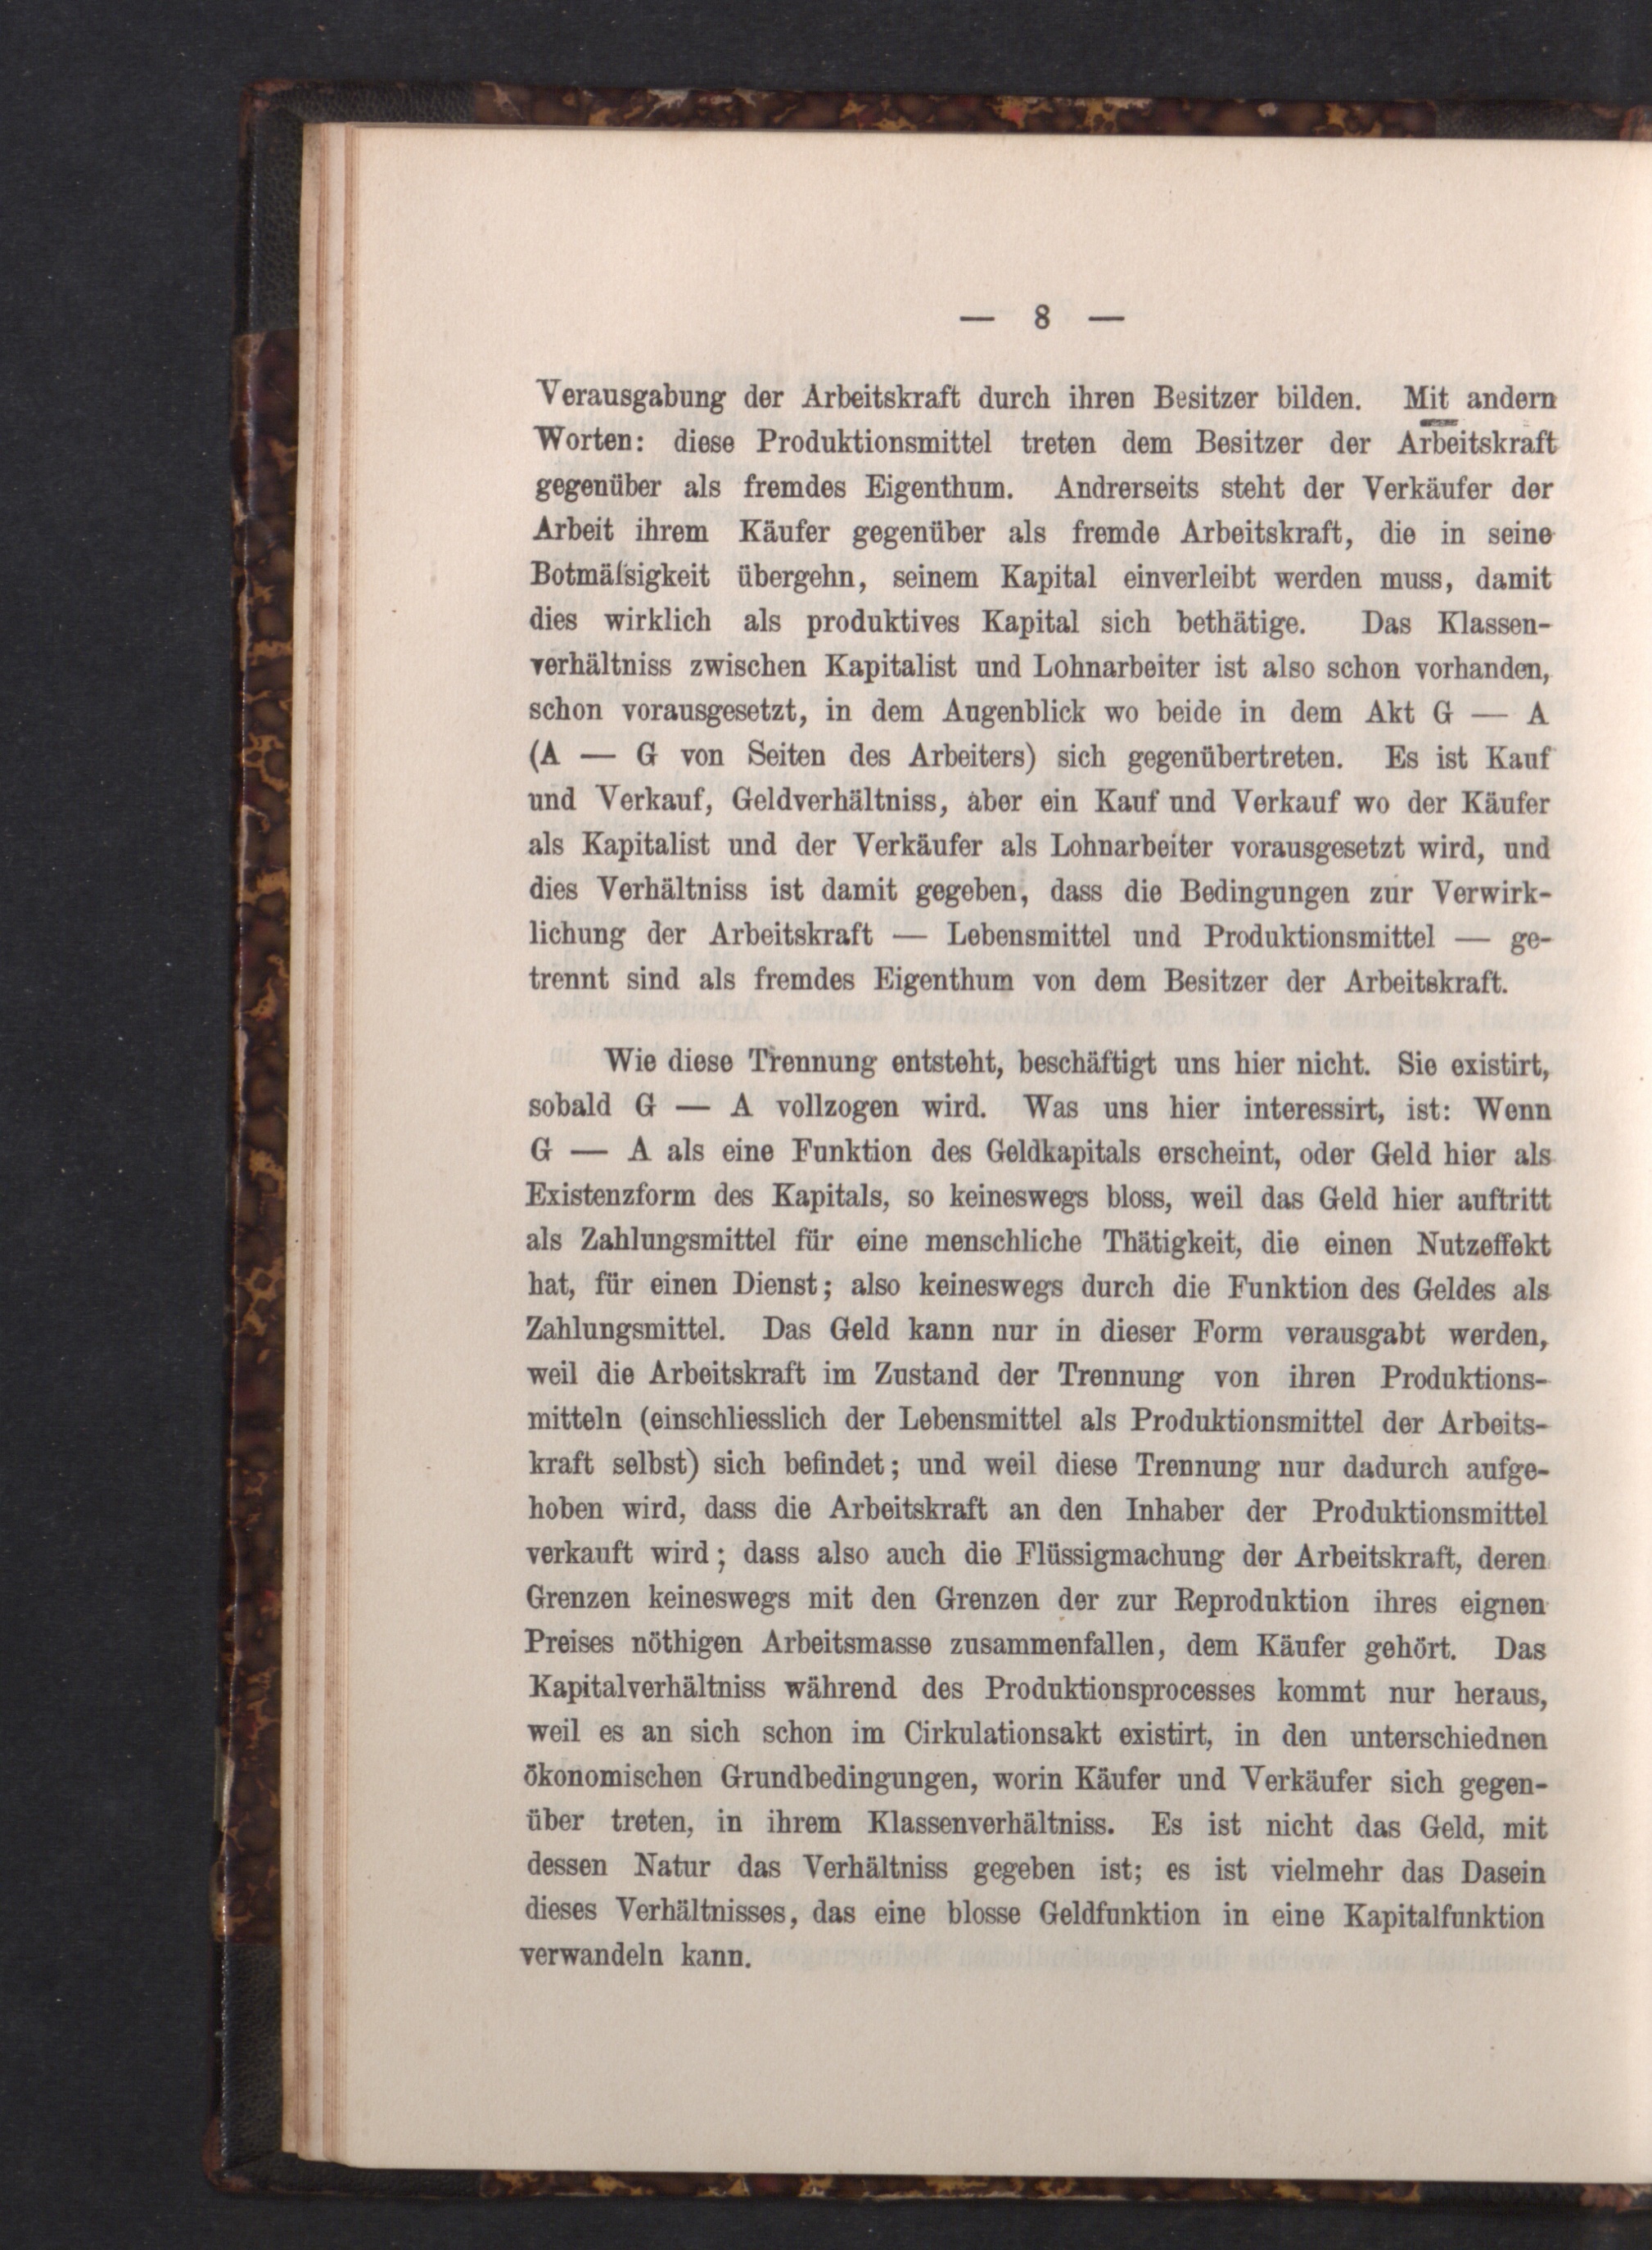 — 8 —
Verausgabung der Arbeitskraft durch ihren Besitzer bilden. Mit andern
Worten: diese Produktionsmittel treten dem Besitzer der Arbeitskraft
gegenüber als fremdes Eigenthum. Andrerseits steht der Verkäufer der
Arbeit ihrem Käufer gegenüber als fremde Arbeitskraft, die in seine
Botmäſsigkeit übergehn, seinem Kapital einverleibt werden muss, damit
dies wirklich als produktives Kapital sich bethätige. Das Klassen-
verhältniss zwischen Kapitalist und Lohnarbeiter ist also schon vorhanden,
schon vorausgesetzt, in dem Augenblick wo beide in dem Akt G — A
(A — G von Seiten des Arbeiters) sich gegenübertreten. Es ist Kauf
und Verkauf, Geldverhältniss, aber ein Kauf und Verkauf wo der Käufer
als Kapitalist und der Verkäufer als Lohnarbeiter vorausgesetzt wird, und
dies Verhältniss ist damit gegeben, dass die Bedingungen zur Verwirk-
lichung der Arbeitskraft — Lebensmittel und Produktionsmittel — ge-
trennt sind als fremdes Eigenthum von dem Besitzer der Arbeitskraft.
Wie diese Trennung entsteht, beschäftigt uns hier nicht. Sie existirt,
sobald G — A vollzogen wird. Was uns hier interessirt, ist: Wenn
G — A als eine Funktion des Geldkapitals erscheint, oder Geld hier als
Existenzform des Kapitals, so keineswegs bloss, weil das Geld hier auftritt
als Zahlungsmittel für eine menschliche Thätigkeit, die einen Nutzeffekt
hat, für einen Dienst; also keineswegs durch die Funktion des Geldes als
Zahlungsmittel. Das Geld kann nur in dieser Form verausgabt werden,
weil die Arbeitskraft im Zustand der Trennung von ihren Produktions-
mitteln (einschliesslich der Lebensmittel als Produktionsmittel der Arbeits-
kraft selbst) sich befindet; und weil diese Trennung nur dadurch aufge-
hoben wird, dass die Arbeitskraft an den Inhaber der Produktionsmittel
verkauft wird; dass also auch die Flüssigmachung der Arbeitskraft, deren
Grenzen keineswegs mit den Grenzen der zur Reproduktion ihres eignen
Preises nöthigen Arbeitsmasse zusammenfallen, dem Käufer gehört. Das
Kapitalverhältniss während des Produktionsprocesses kommt nur heraus,
weil es an sich schon im Cirkulationsakt existirt, in den unterschiednen
ökonomischen Grundbedingungen, worin Käufer und Verkäufer sich gegen-
über treten, in ihrem Klassenverhältniss. Es ist nicht das Geld, mit
dessen Natur das Verhältniss gegeben ist; es ist vielmehr das Dasein
dieses Verhältnisses, das eine blosse Geldfunktion in eine Kapitalfunktion
verwandeln kann.